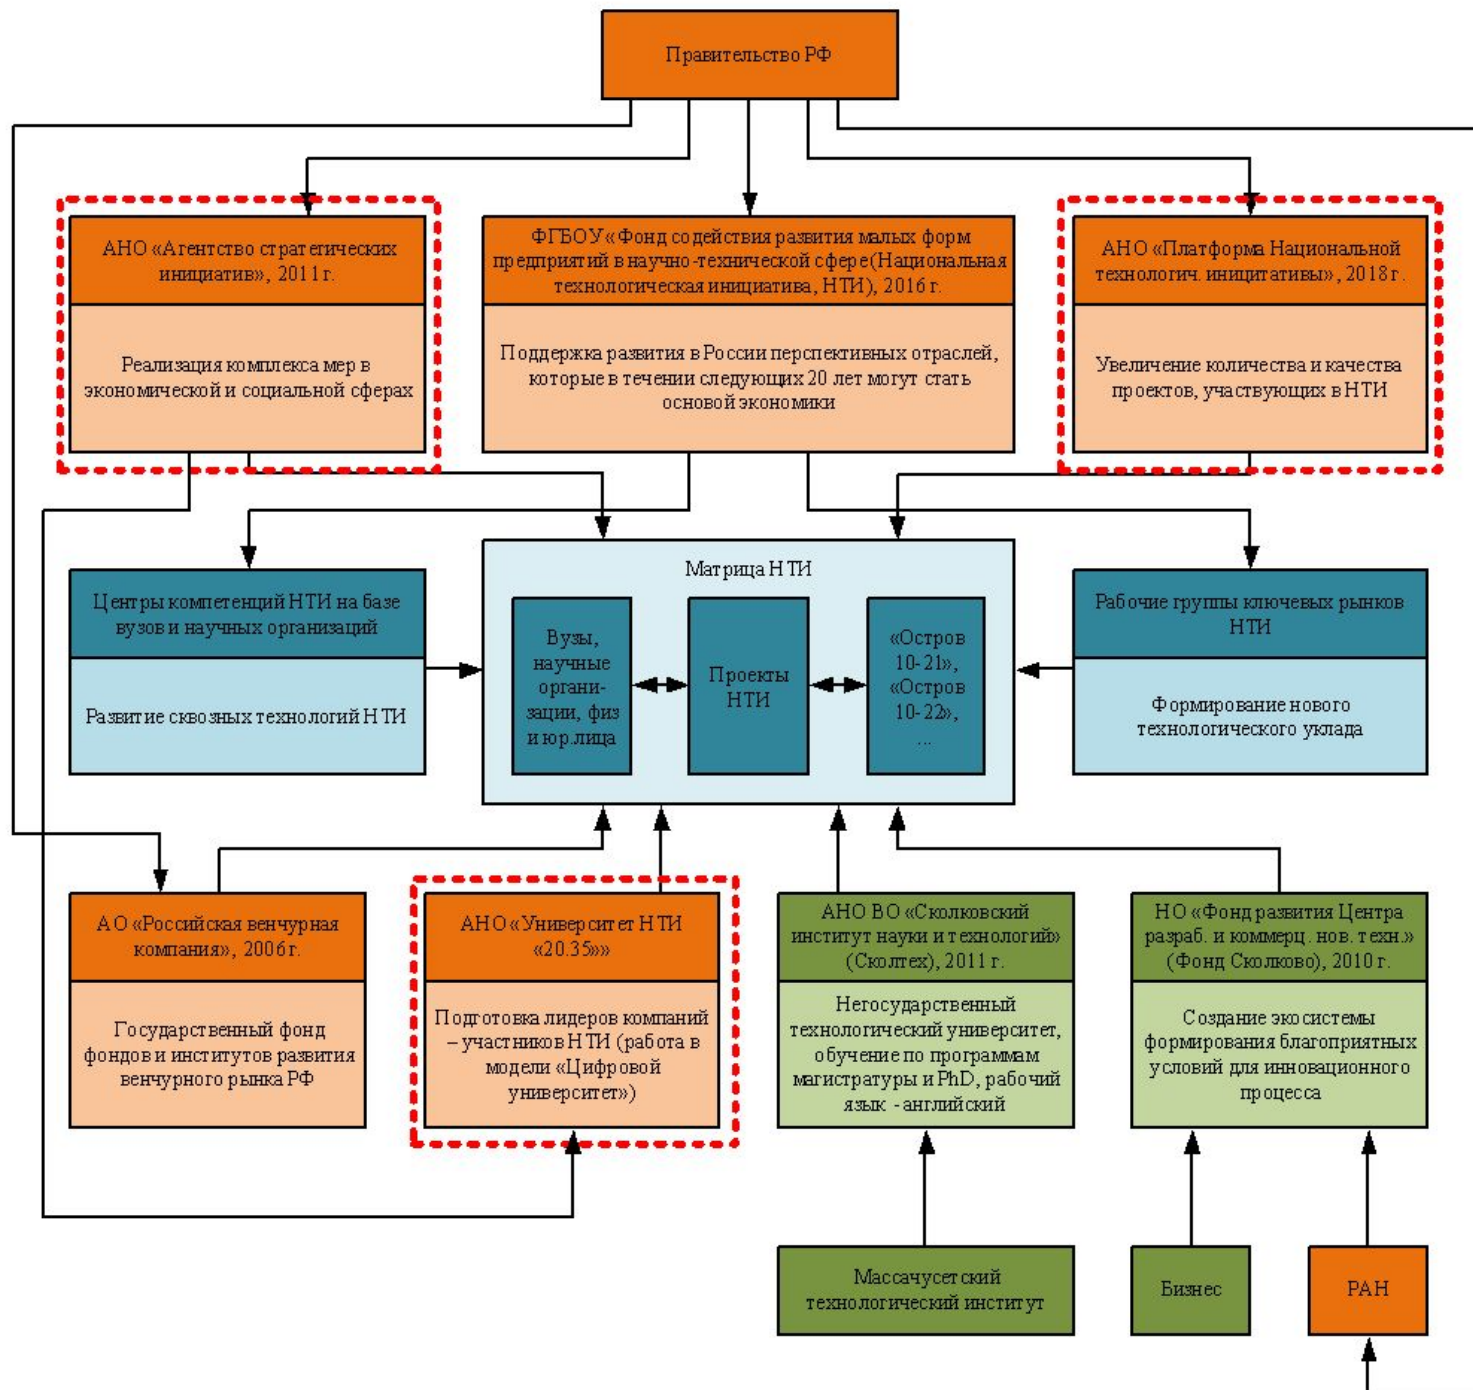 Правительство РФ
АНО «Агентство стратегических
инициатив», 2011 г.
Реализация комплекса мер в
экономической и социальной сферах
ФГБОУ «Фонд содействия развития малых форм
предприятий в научно-технической сфере (Национальная
технологическая инициатива, НТИ), 2016 г.
Поддержка развития в России перспективных отраслей,
которые в течении следующих 20 лет могут стать
основой экономики
АНО «Платформа Национальной
технологич. иницитативы», 2018 г.
Увеличение количества и качества
проектов, участвующих в НТИ
Центры компетенций НТИ на базе
вузов и научных организаций
Развитие сквозных технологий НТИ
Матрица НТИ
Вузы,
научные
органи-
зации, физ
и юр.лица
Проекты
НТИ
«Остров
10-21»,
«Остров
10-22»,
...
Рабочие группы ключевых рынков
НТИ
Формирование нового
технологического уклада
АО «Российская венчурная
компания», 2006 г.
Государственный фонд
фондов и институтов развития
венчурного рынка РФ
АНО «Университет НТИ
«20.35»»
Подготовка лидеров компаний
– участников НТИ (работа в
модели «Цифровой
университет»)
АНО ВО «Сколковский
институт науки и технологий»
(Сколтех), 2011 г.
Негосударственный
технологический университет,
обучение по программам
магистратуры и PhD, рабочий
язык - английский
НО «Фонд развития Центра
разраб. и коммерц. нов. техн.»
(Фонд Сколково), 2010 г.
Создание экосистемы
формирования благоприятных
условий для инновационного
процесса
Массачусетский
технологический институт
Бизнес
РАН